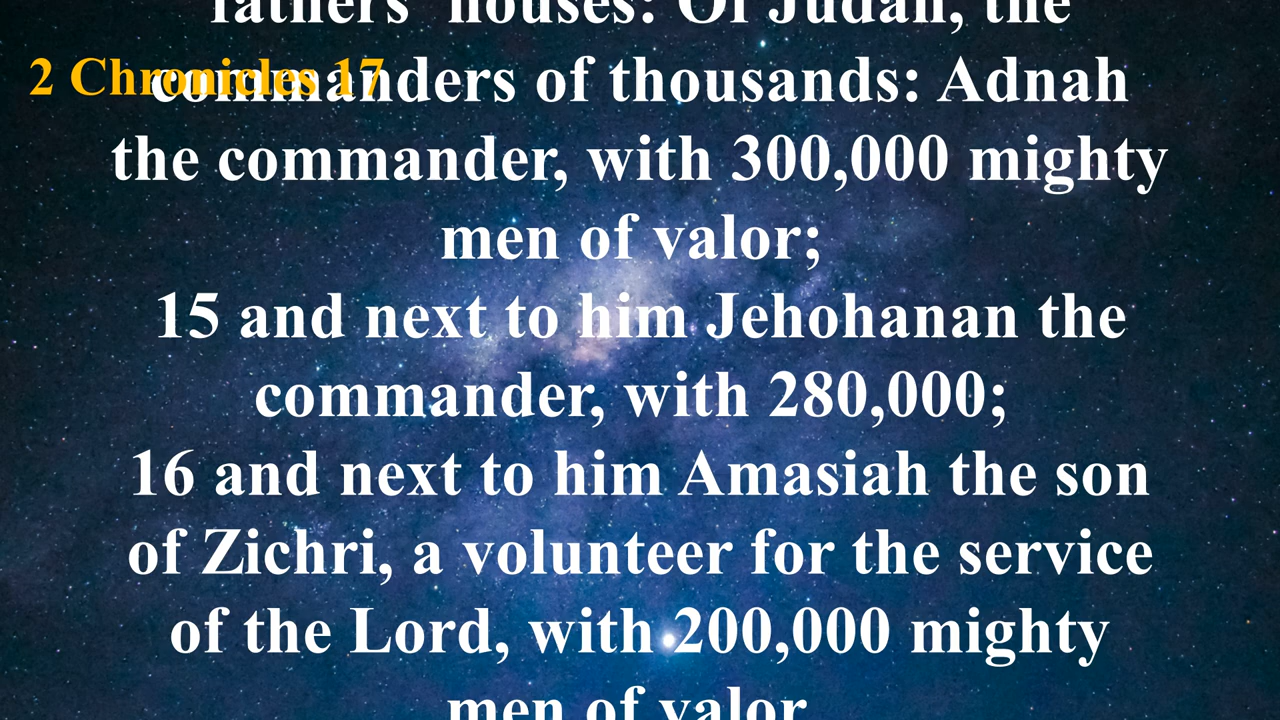 fathers' houses: Of Judah, the
2 Chronicles 17
commanders of thousands: Adnah
the commander, with 300,000 mighty
men of valor;
15 and next to him Jehohanan the
commander, with 280,000;
16 and next to him Amasiah the son
of Zichri, a volunteer for the service
of the Lord, with 200,000 mighty
men of valor